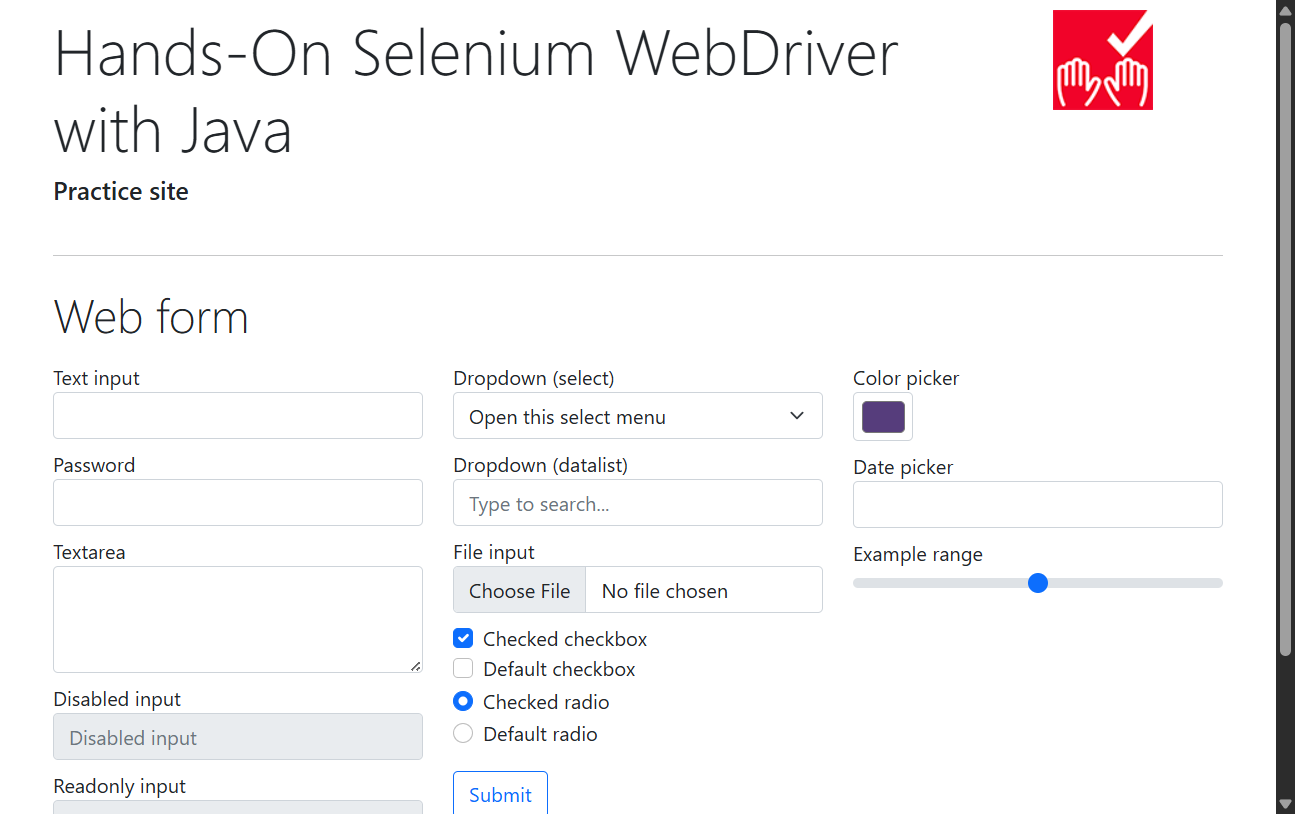 Hands-On Selenium WebDriver
with Java
Practice site
Web form
Text input
Password
Textarea
Disabled input
Disabled input
Readonly input
Dropdown (select)
Open this select menu
Dropdown (datalist)
Type to search...
File input
Choose File No file chosen
Checked checkbox
Default checkbox
Checked radio
Default radio
Submit
Color picker
Date picker
Example range